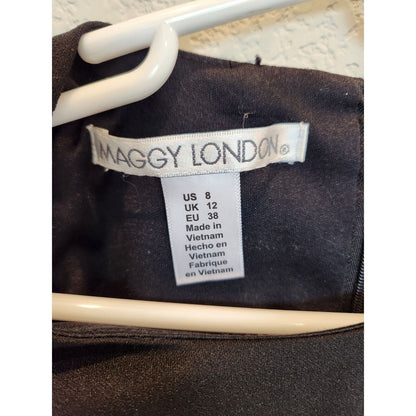 MAGGY LONDON®
US 8
UK 12
EU 38
Made in
Vietnam
Hecho en
Vietnam
Fabrique
en Vietnam